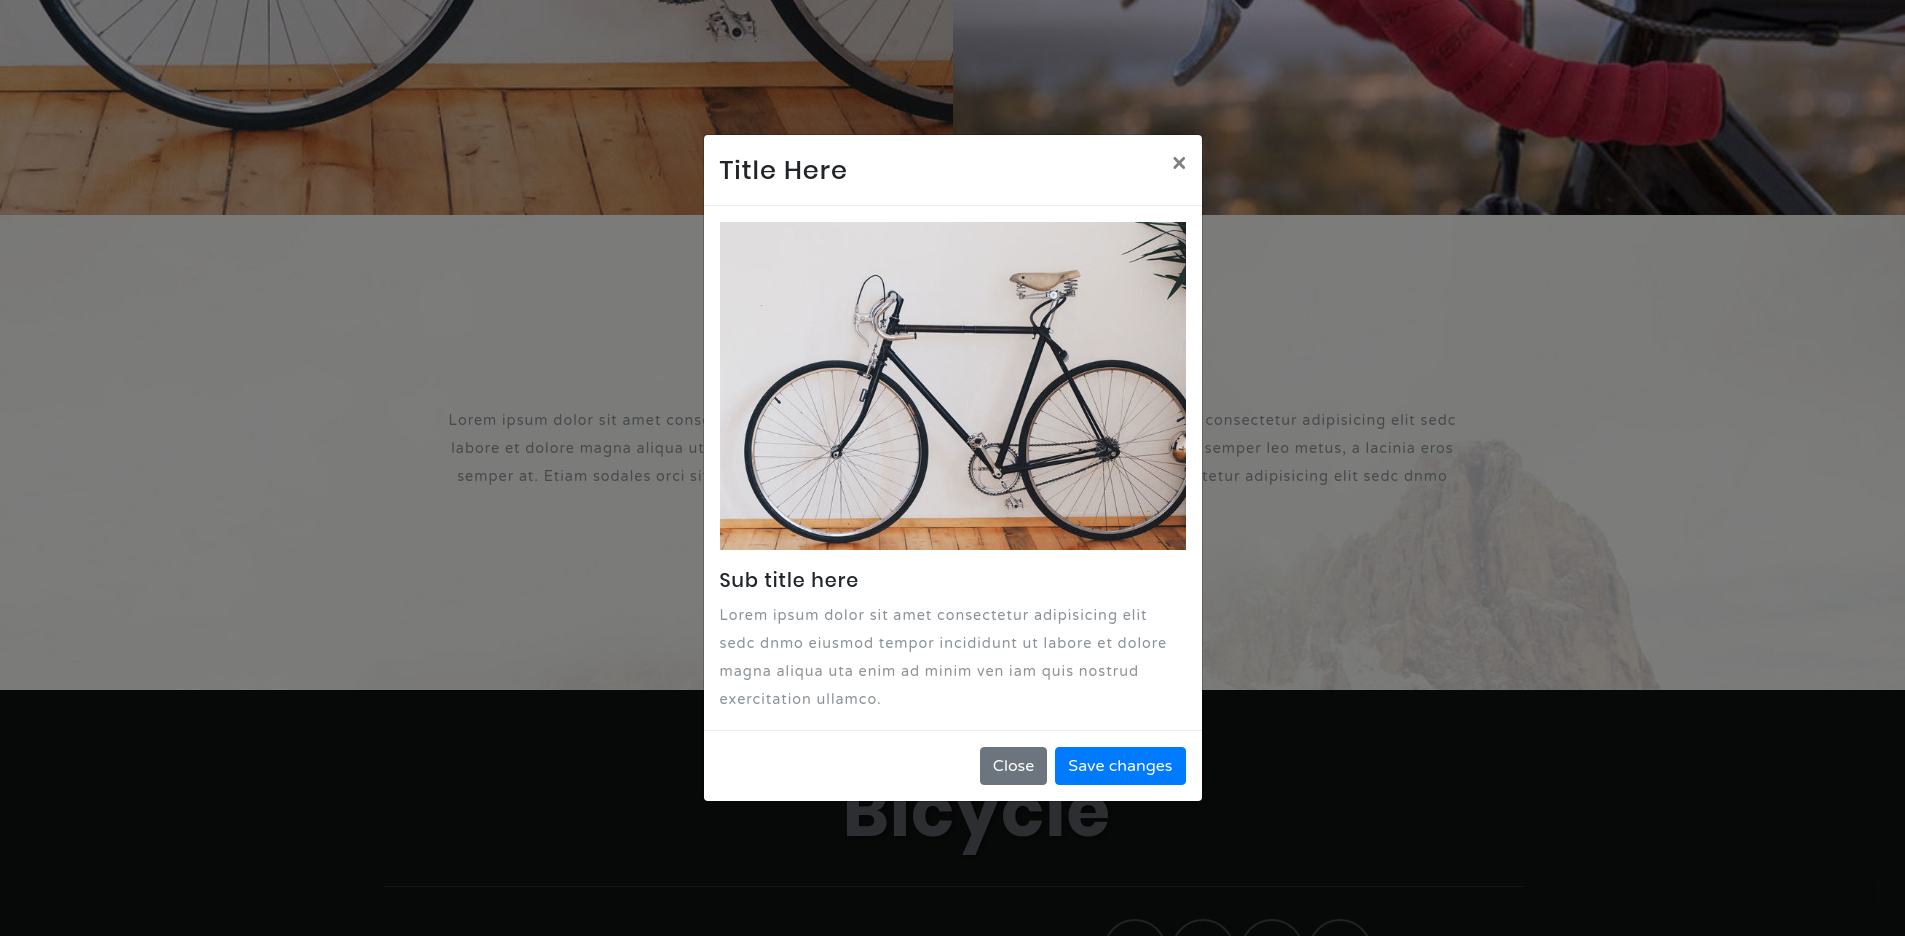 Title Here
×
Lorem ipsum dolor sit amet consectetur adipisicing elit sedc
labore et dolore magna aliqua ut semper leo metus, a lacinia eros
semper at. Etiam sodales orci adipisicing elit sedc dnmo
Sub title here
Lorem ipsum dolor sit amet consectetur adipisicing elit
sedc dnmo eiusmod tempor incididunt ut labore et dolore
magna aliqua uta enim ad minim ven iam quis nostrud
exercitation ullamco.
Close
Save changes
Bicycle